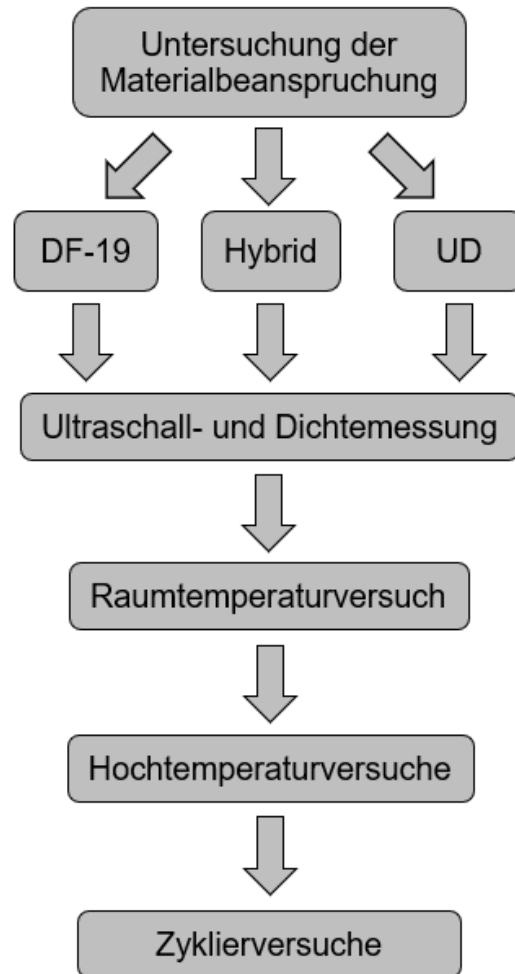 Untersuchung der
Materialbeanspruchung
DF-19
Hybrid
UD
Ultraschall- und Dichtemessung
Raumtemperaturversuch
Hochtemperaturversuche
Zyklierversuche